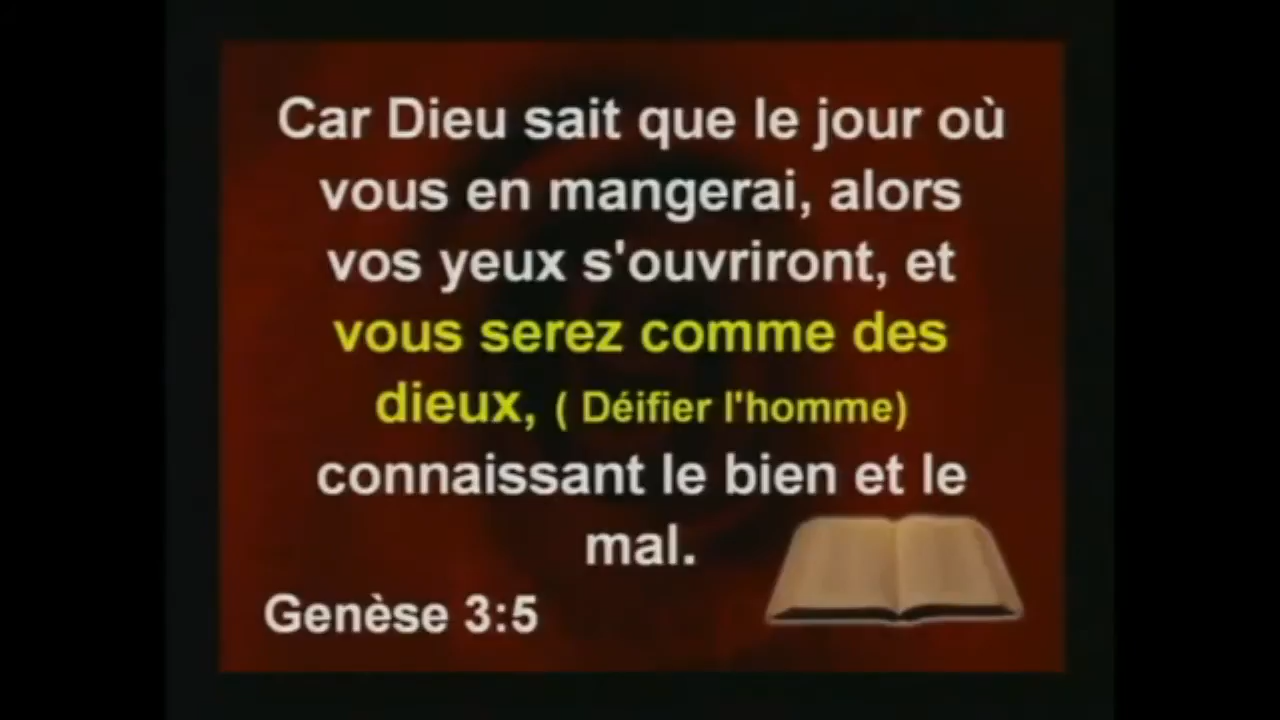 Car Dieu sait que le jour où
vous en mangerai, alors
vos yeux s'ouvriront, et
vous serez comme des
dieux, ( Déifier l'homme)
connaissant le bien et le
mal.
Genèse 3:5